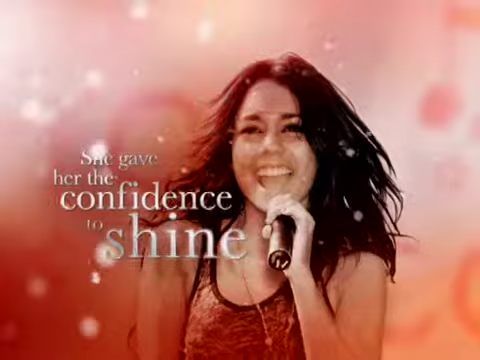 She gave
her the
confidence
to
shine